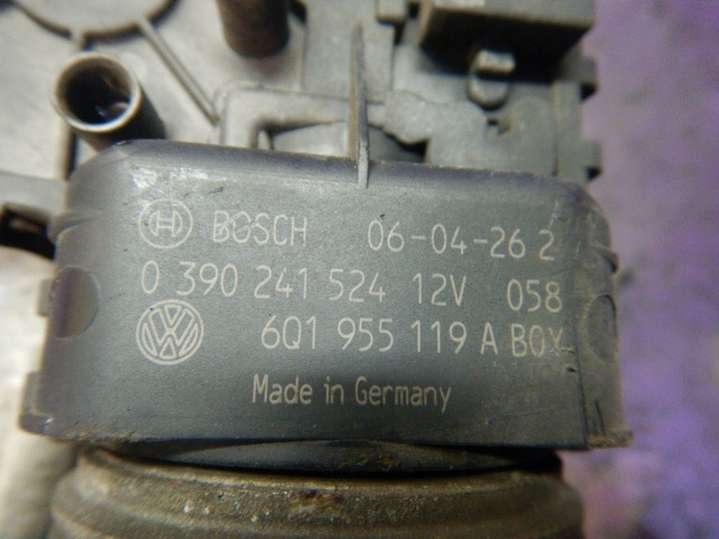 BOSCH 06-04-26 2
0 390 241 524 12V 058
6Q1 955 119 A BOX
Made in Germany